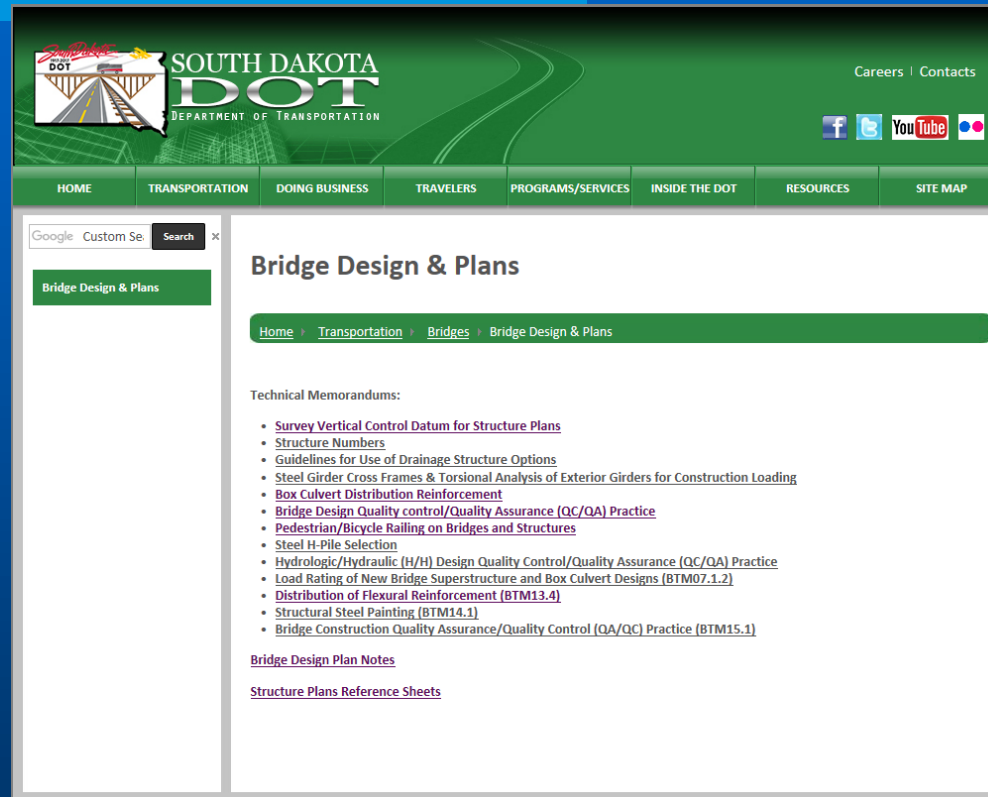 South Dakota
DOT
SOUTH DAKOTA
DOT
DEPARTMENT OF TRANSPORTATION
Careers | Contacts
f
You Tube
HOME TRANSPORTATION DOING BUSINESS TRAVELERS PROGRAMS/SERVICES INSIDE THE DOT RESOURCES SITE MAP
Google Custom Se Search ×
Bridge Design & Plans
Bridge Design & Plans
Home Transportation Bridges Bridge Design & Plans
Technical Memorandums:
• Survey Vertical Control Datum for Structure Plans
• Structure Numbers
• Guidelines for Use of Drainage Structure Options
• Steel Girder Cross Frames & Torsional Analysis of Exterior Girders for Construction Loading
• Box Culvert Distribution Reinforcement
• Bridge Design Quality control/Quality Assurance (QC/QA) Practice
• Pedestrian/Bicycle Railing on Bridges and Structures
• Steel H-Pile Selection
• Hydrologic/Hydraulic (H/H) Design Quality Control/Quality Assurance (QC/QA) Practice
• Load Rating of New Bridge Superstructure and Box Culvert Designs (BTM07.1.2)
• Distribution of Flexural Reinforcement (BTM13.4)
• Structural Steel Painting (BTM14.1)
• Bridge Construction Quality Assurance/Quality Control (QA/QC) Practice (BTM15.1)
Bridge Design Plan Notes
Structure Plans Reference Sheets